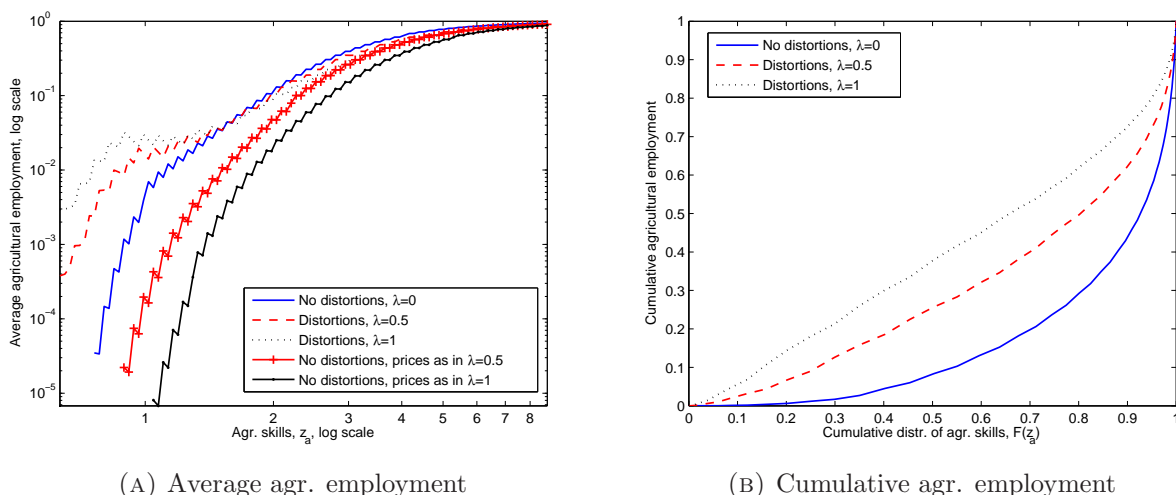 Average agricultural employment, log scale
10^0
10^-1
10^-2
10^-3
10^-4
10^-5
1 2 3 4 5 6 7 8
Agr. skills, z_a, log scale
No distortions, λ=0
Distortions, λ=0.5
Distortions, λ=1
No distortions, prices as in λ=0.5
No distortions, prices as in λ=1
(A) Average agr. employment
Cumulative agricultural employment
1
0.9
0.8
0.7
0.6
0.5
0.4
0.3
0.2
0.1
0
0 0.1 0.2 0.3 0.4 0.5 0.6 0.7 0.8 0.9 1
Cumulative distr. of agr. skills, F(z_a)
No distortions, λ=0
Distortions, λ=0.5
Distortions, λ=1
(B) Cumulative agr. employment